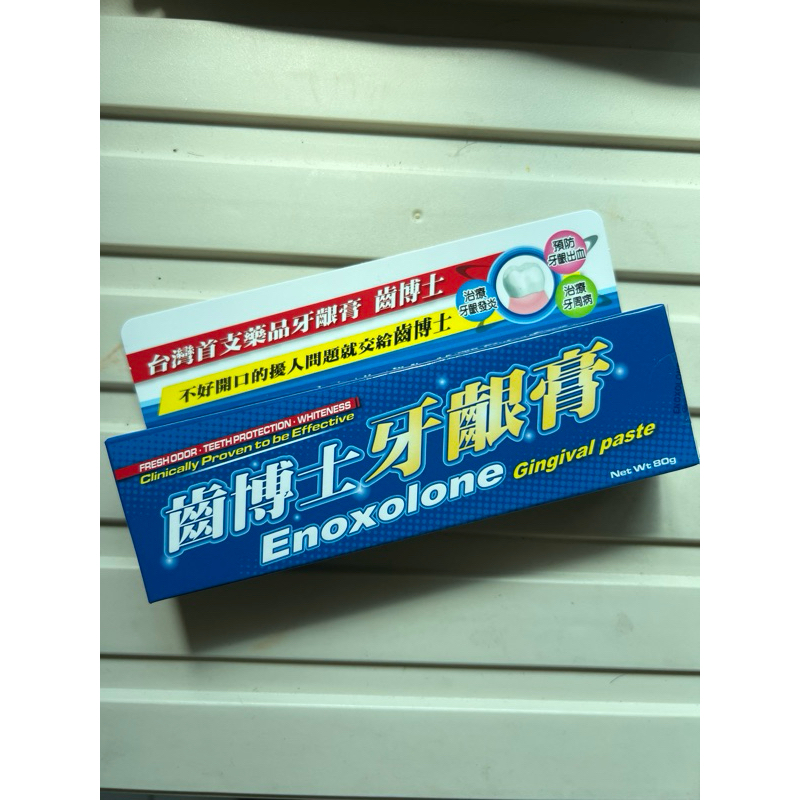 台灣首支藥品牙齦膏 齒博士
不好開口的擾人問題就交給齒博士
治療
牙齦發炎
預防
牙齦出血
治療
牙周病
FRESH ODOR・TEETH PROTECTION・WHITENESS
Clinically Proven to be Effective
齒博士牙齦膏
Enoxolone Gingival paste
Net Wt 80g